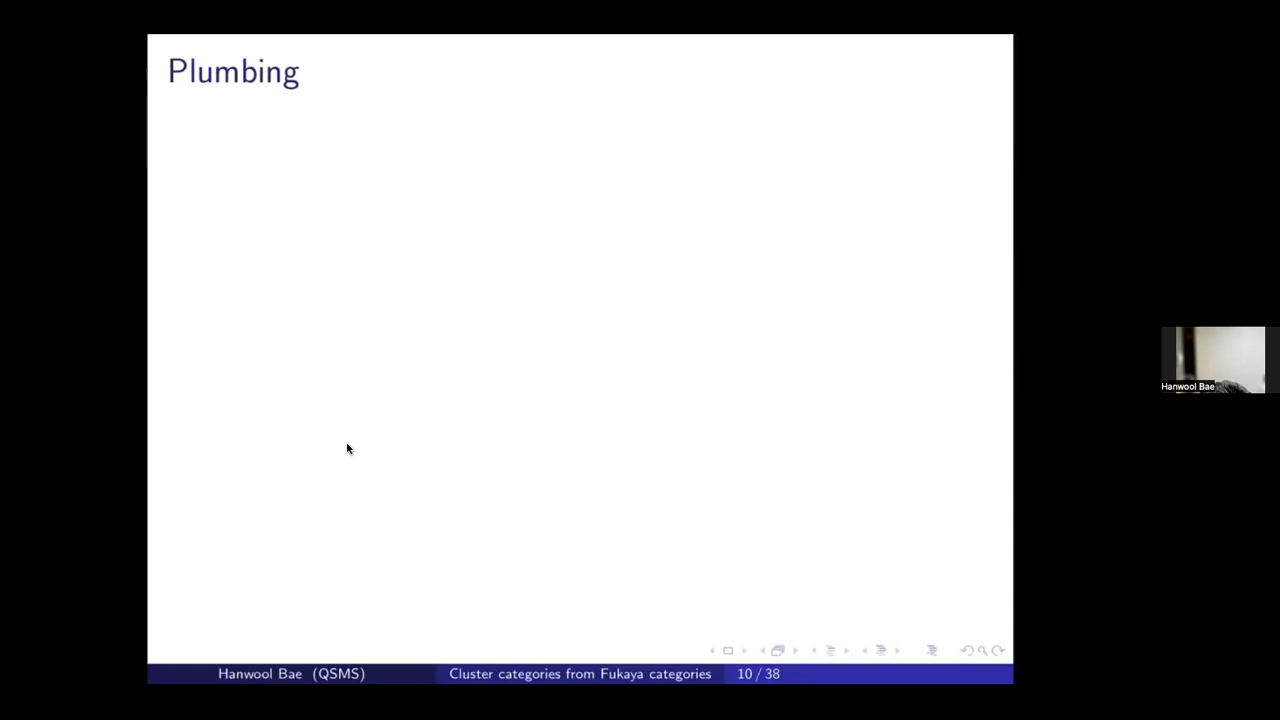 Plumbing
Hanwool Bae
Hanwool Bae (QSMS)
Cluster categories from Fukaya categories
10 / 38